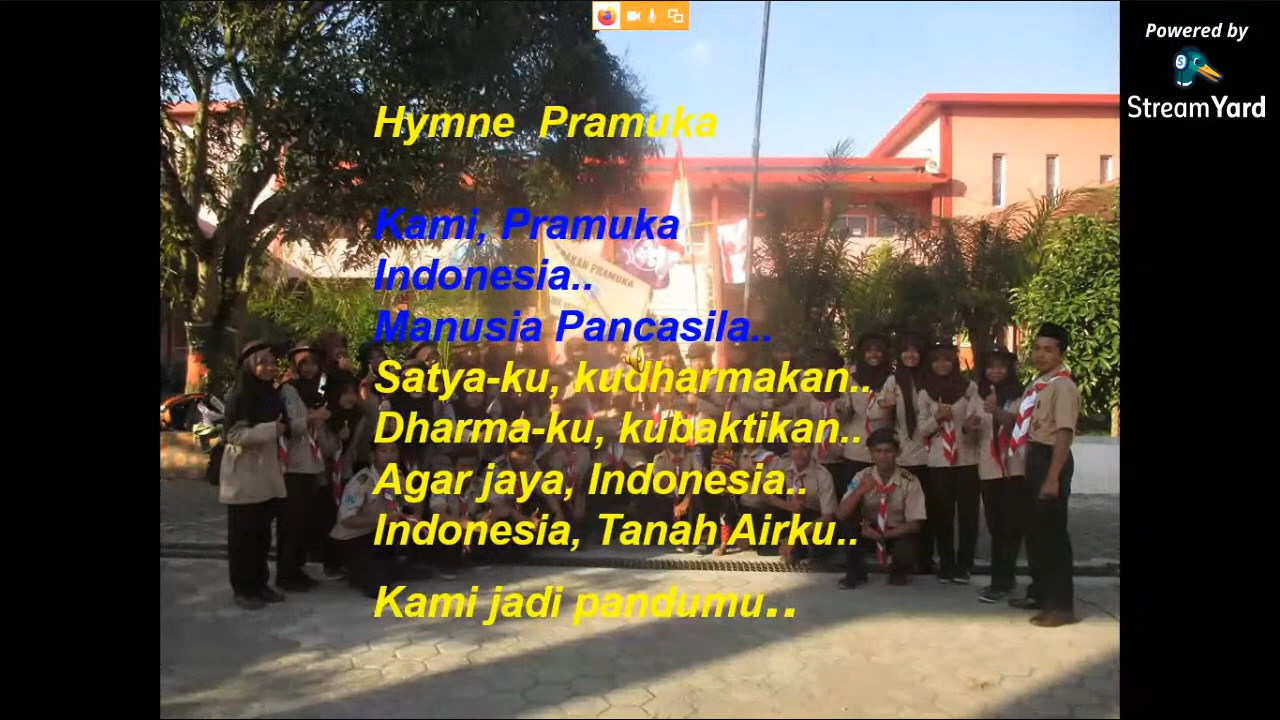 Powered by
StreamYard
Hymne Pramuka
Kami, Pramuka
Indonesia..
Manusia Pancasila..
Satya-ku, kudharmakan..
Dharma-ku, kubaktikan..
Agar jaya, Indonesia..
Indonesia, Tanah Airku..
Kami jadi pandumu..
PRAMUKA